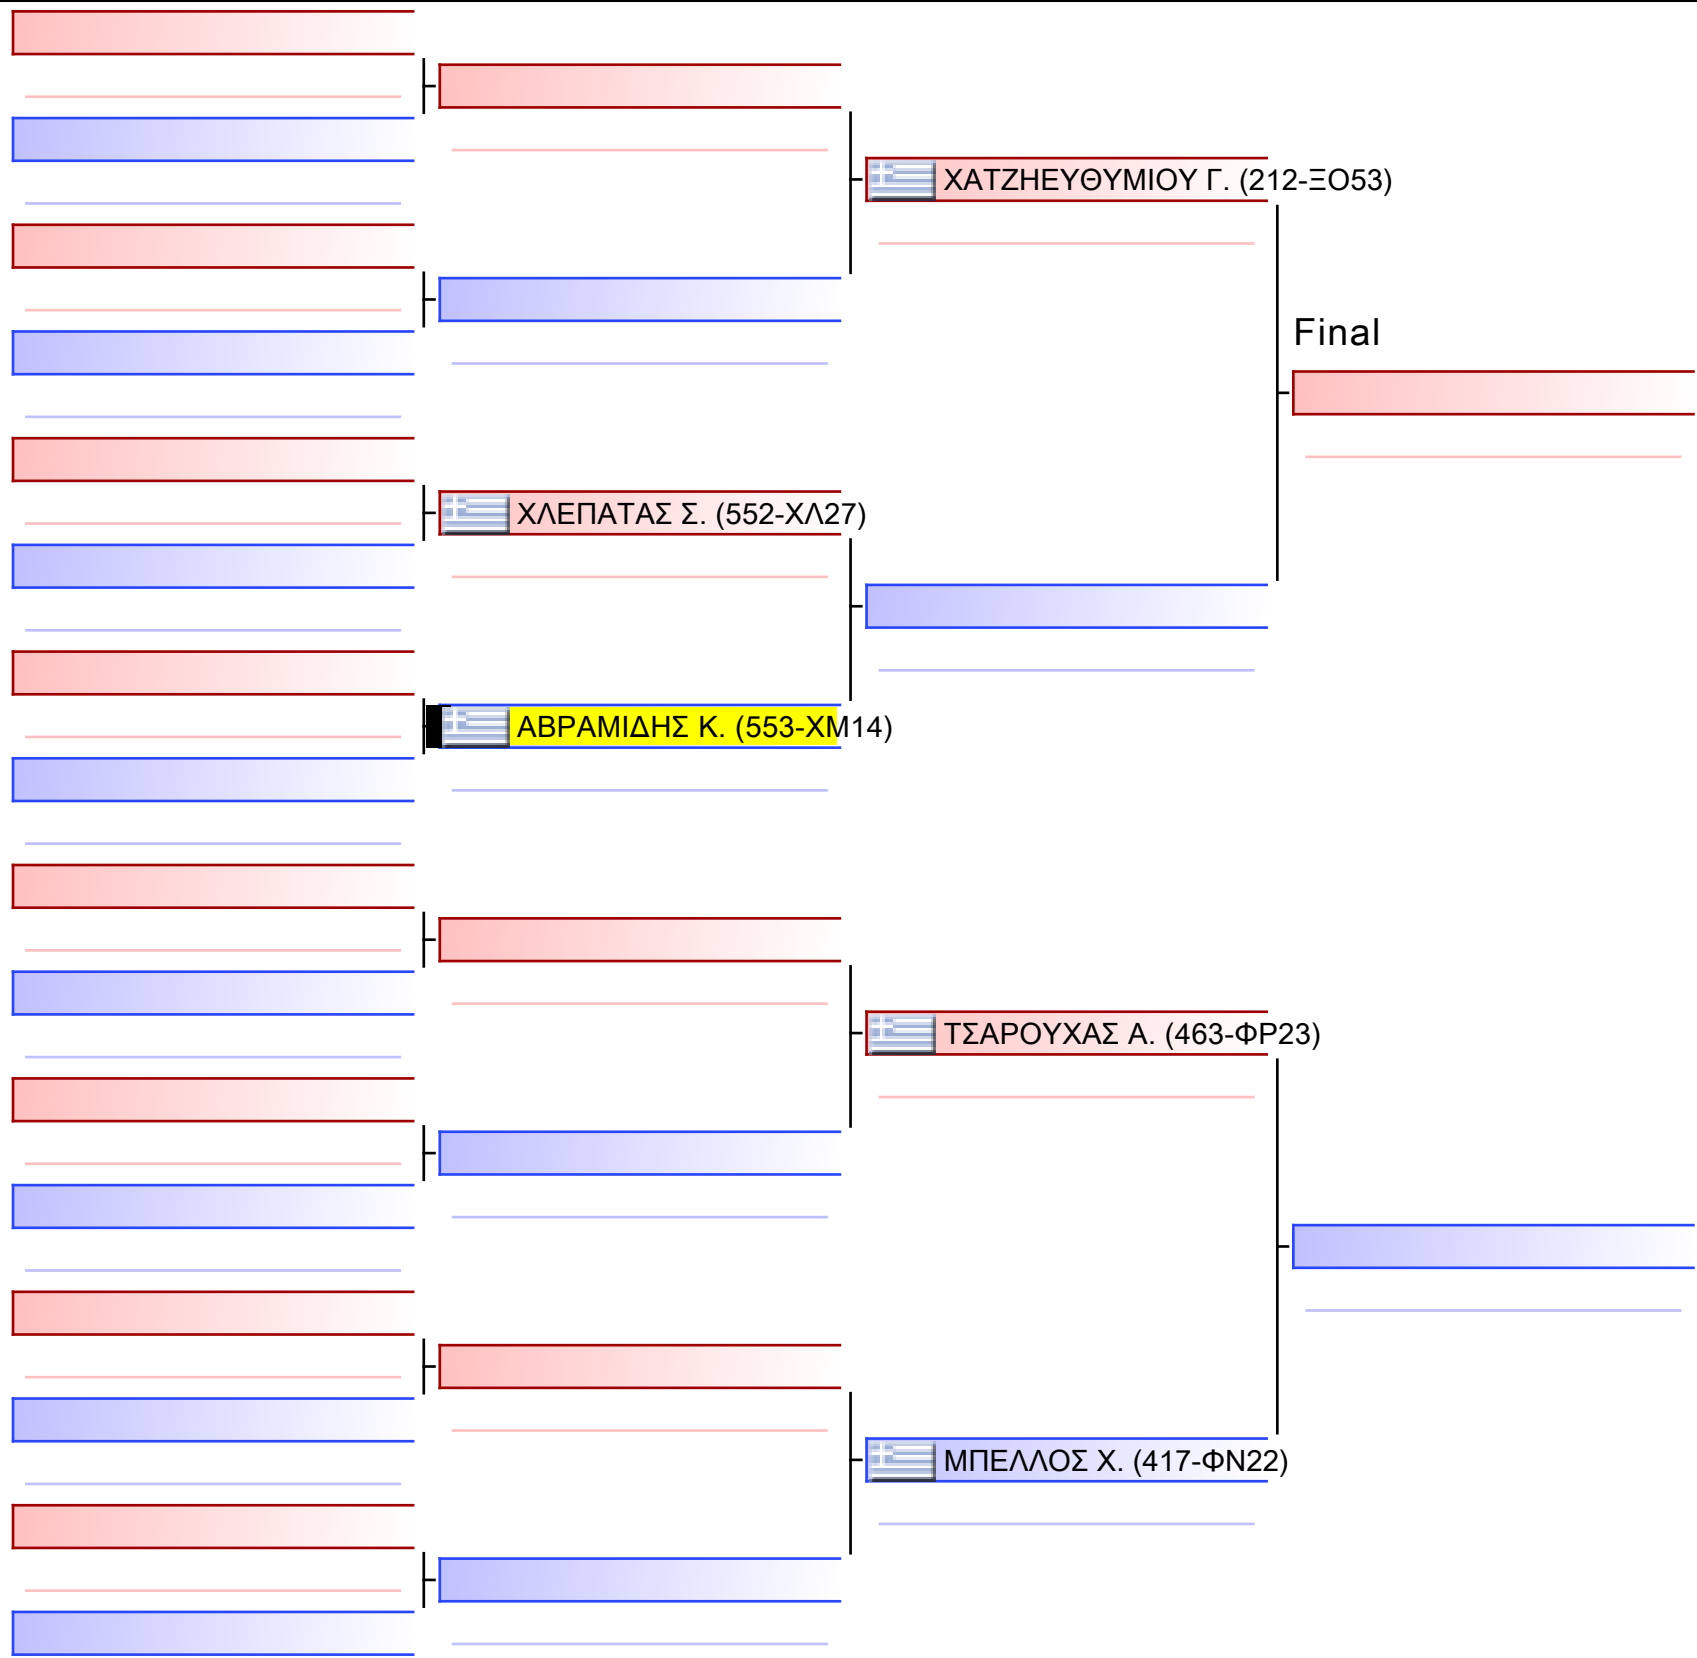 ΧΑΤΖΗΕΥΘΥΜΙΟΥ Γ. (212-ΞΟ53)
Final
ΧΛΕΠΑΤΑΣ Σ. (552-ΧΛ27)
ΑΒΡΑΜΙΔΗΣ Κ. (553-ΧΜ14)
ΤΣΑΡΟΥΧΑΣ Α. (463-ΦΡ23)
ΜΠΕΛΛΟΣ Χ. (417-ΦΝ22)